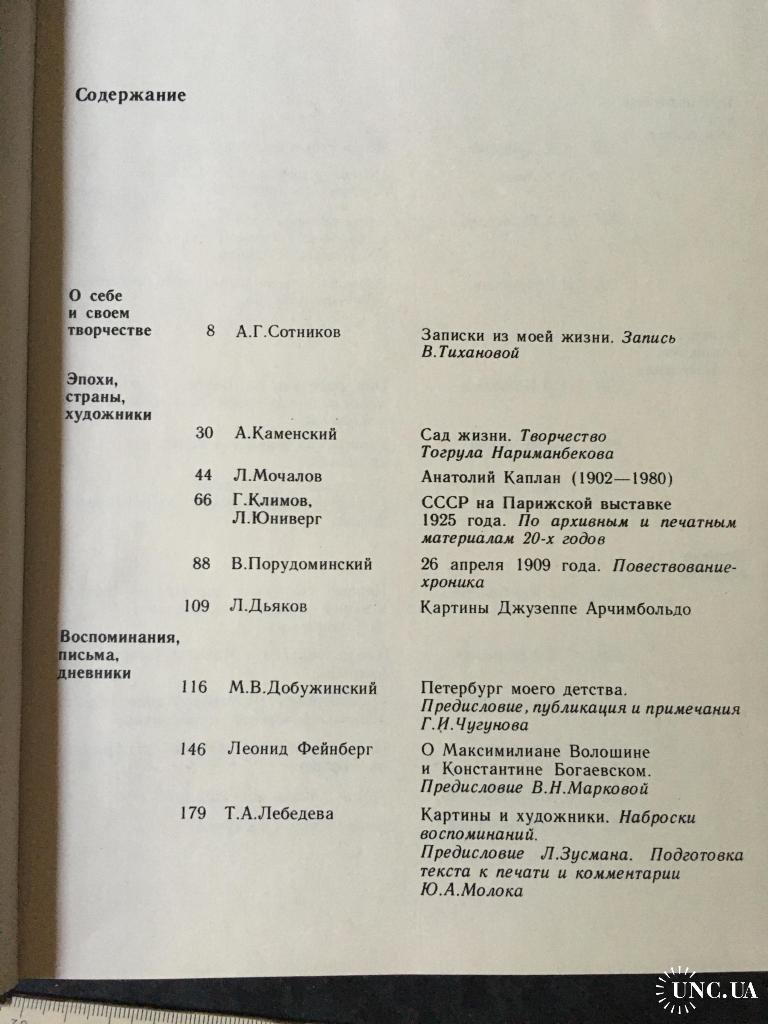 Содержание
О себе
и своем
творчестве 8 А.Г.Сотников Записки из моей жизни. Запись
В.Тихановой
Эпохи,
страны,
художники
30 А.Каменский Сад жизни. Творчество
Тогрула Нариманбекова
44 Л.Мочалов Анатолий Каплан (1902—1980)
66 Г.Климов, СССР на Парижской выставке
Л.Юниверг 1925 года. По архивным и печатным
материалам 20-х годов
88 В.Порудоминский 26 апреля 1909 года. Повествование-
хроника
109 Л.Дьяков Картины Джузеппе Арчимбольдо
Воспоминания,
письма,
дневники
116 М.В.Добужинский Петербург моего детства.
Предисловие, публикация и примечания
Г.И.Чугунова
146 Леонид Фейнберг О Максимилиане Волошине
и Константине Богаевском.
Предисловие В.Н.Марковой
179 Т.А.Лебедева Картины и художники. Наброски
воспоминаний.
Предисловие Л.Зусмана. Подготовка
текста к печати и комментарии
Ю.А.Молока
UNC.UA